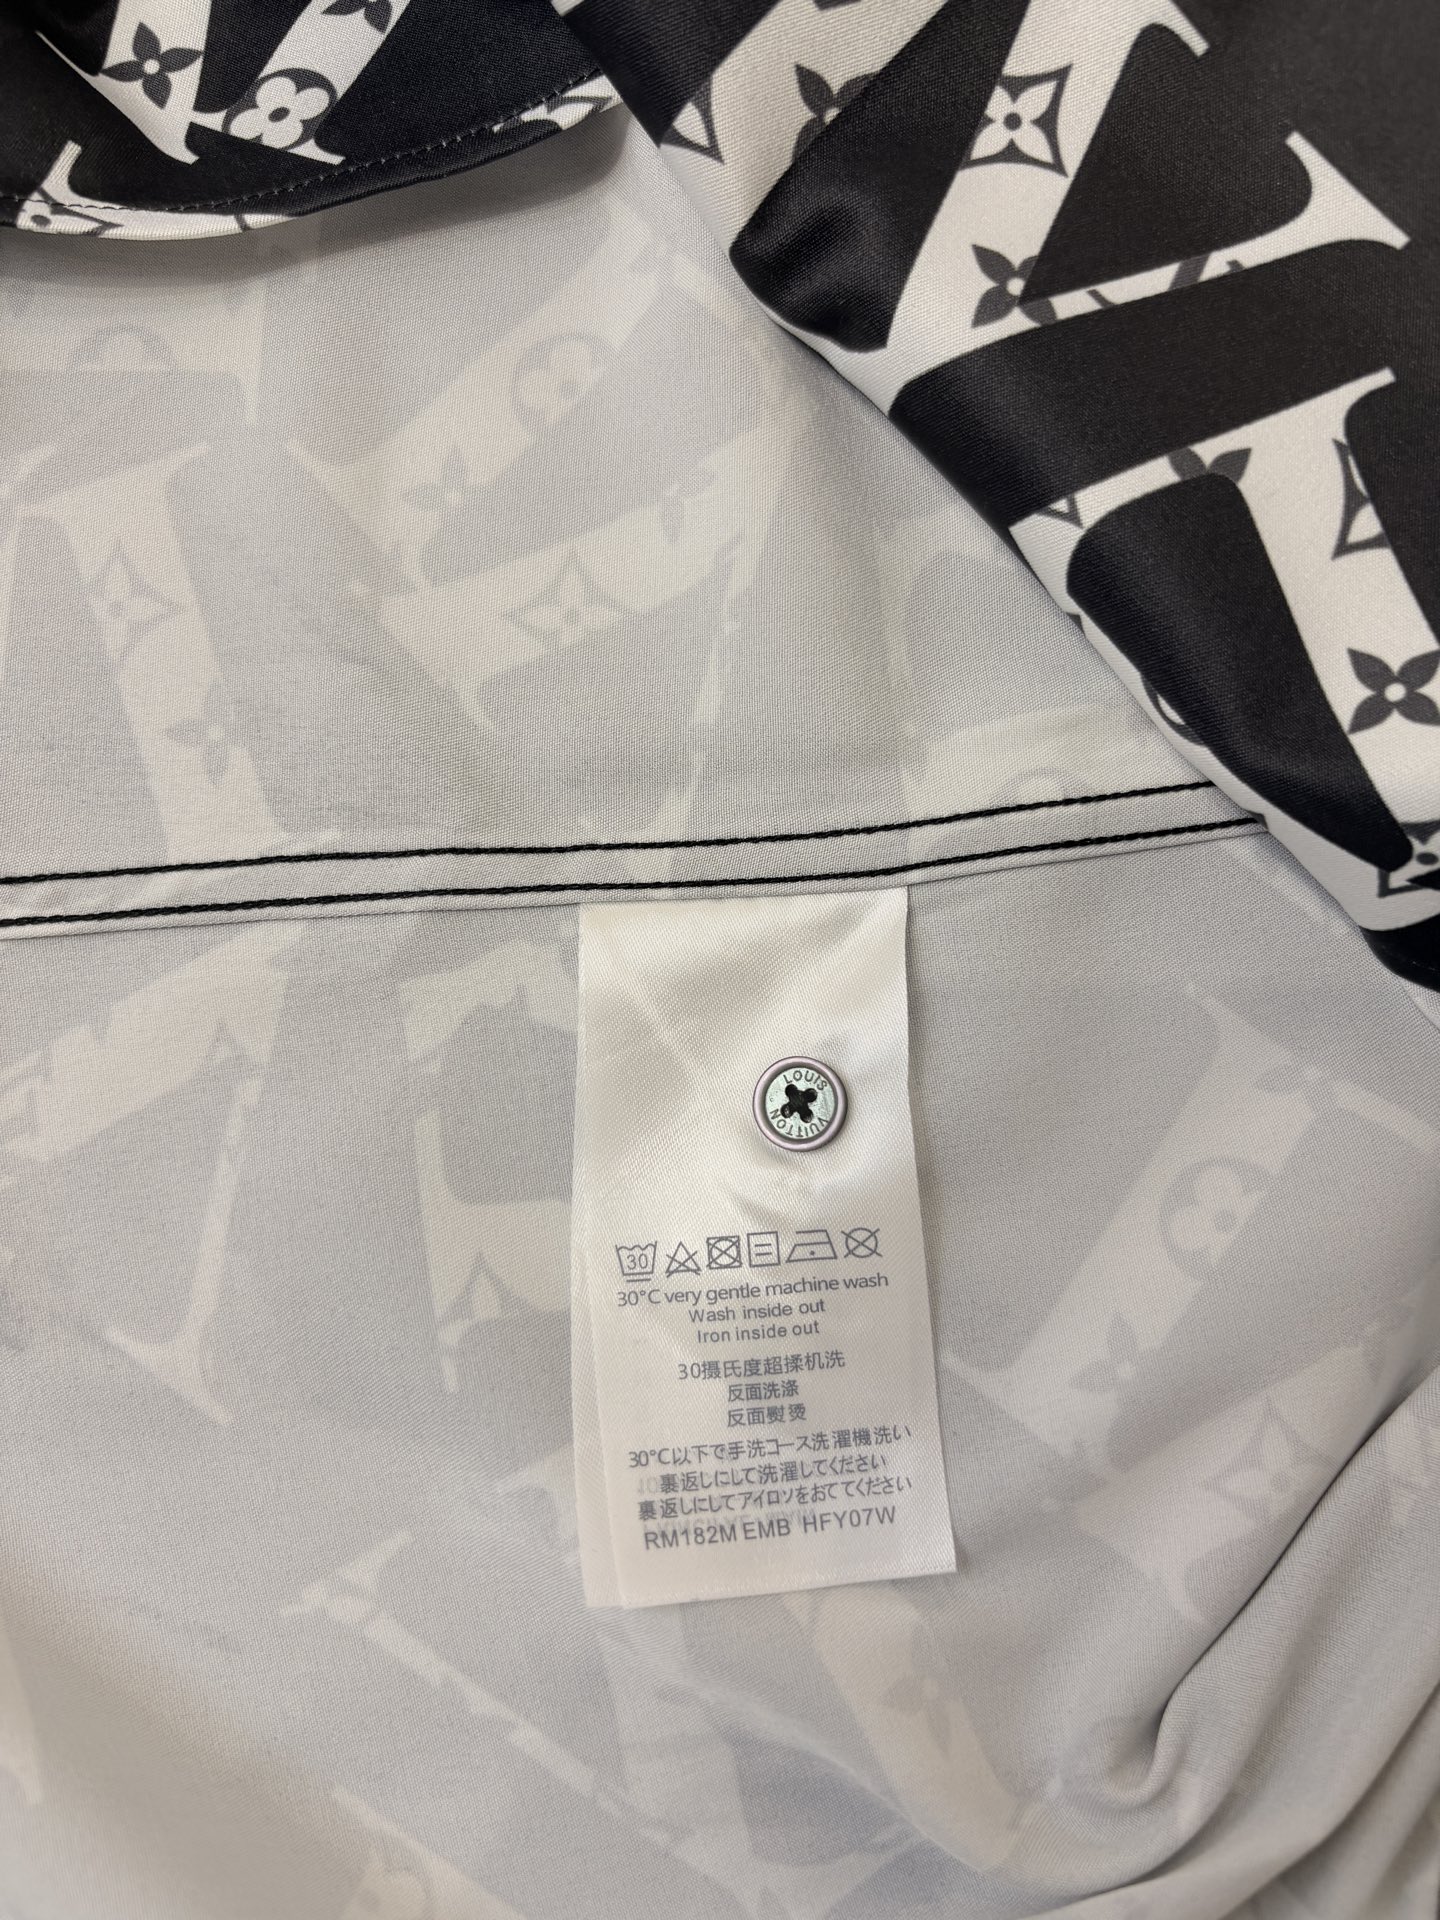 LOUIS
VUITTON
30
30°C very gentle machine wash
Wash inside out
Iron inside out
30摄氏度超揉机洗
反面洗涤
反面熨烫
30°C以下で手洗コース洗濯機洗い
裏返しにして洗濯してください
裏返しにしてアイロソをおててください
RM182M EMB HFY07W